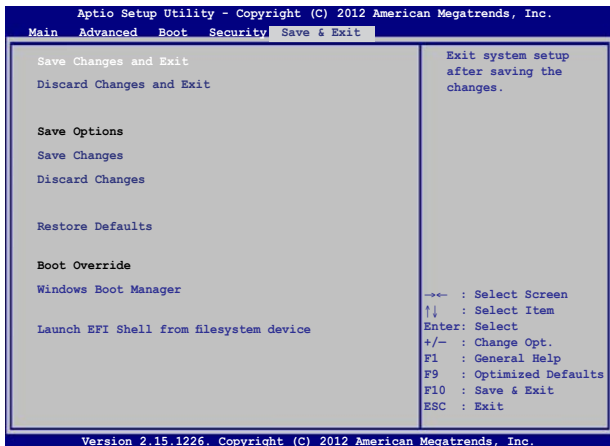 Aptio Setup Utility - Copyright (C) 2012 American Megatrends, Inc.
Main Advanced Boot Security Save & Exit
Save Changes and Exit
Discard Changes and Exit
Save Options
Save Changes
Discard Changes
Restore Defaults
Boot Override
Windows Boot Manager
Launch EFI Shell from filesystem device
Exit system setup
after saving the
changes.
→← : Select Screen
↑↓ : Select Item
Enter: Select
+/— : Change Opt.
F1 : General Help
F9 : Optimized Defaults
F10 : Save & Exit
ESC : Exit
Version 2.15.1226. Copyright (C) 2012 American Megatrends, Inc.